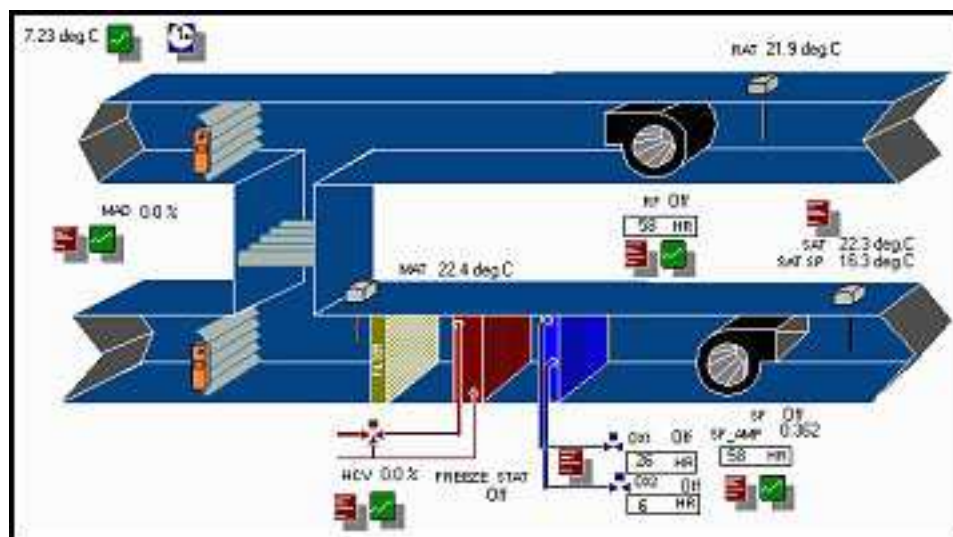 7.23 deg.C
RAT 21.9 deg.C
MAD 0.0 %
RF Off
58 HR
SAT 22.3 deg.C
SAT SP 16.3 deg.C
MAT 22.4 deg.C
SF Off
SF_AMP 0.362
58 HR
DX1 Off
26 HR
DX2 Off
6 HR
HCV 0.0 %
FREEZE STAT
Off